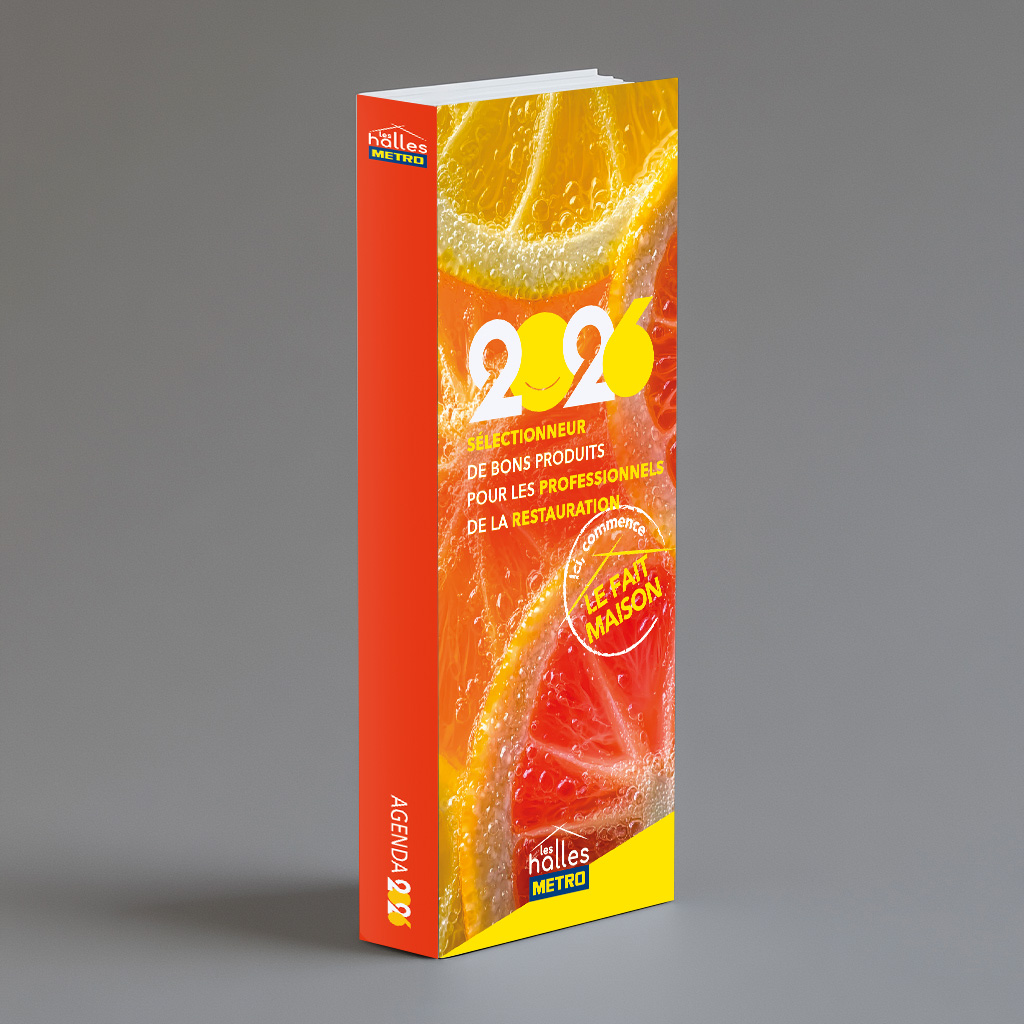 les
halles
METRO
AGENDA 2026
2026
SÉLECTIONNEUR
DE BONS PRODUITS
POUR LES PROFESSIONNELS
DE LA RESTAURATION
Ici, commence
LE FAIT
MAISON
les
halles
METRO